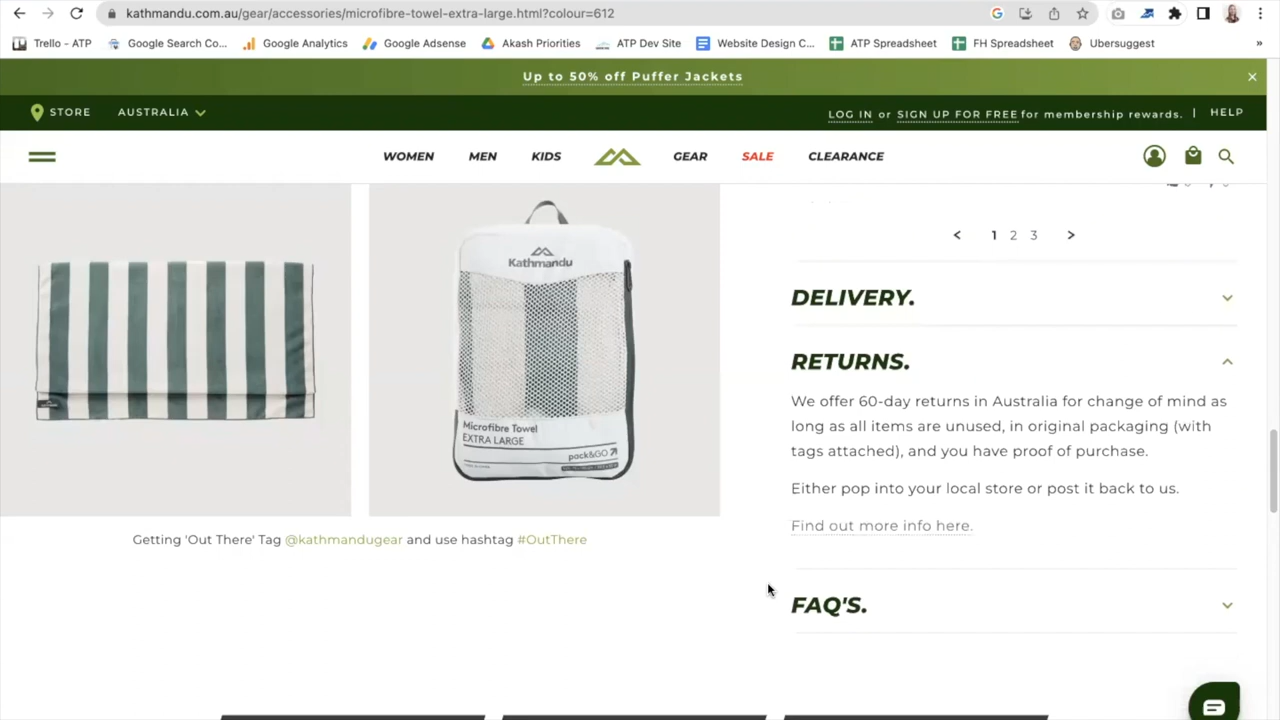 kathmandu.com.au/gear/accessories/microfibre-towel-extra-large.html?colour=612
Trello - ATP
Google Search Co...
Google Analytics
Google Adsense
Akash Priorities
ATP Dev Site
Website Design C...
ATP Spreadsheet
FH Spreadsheet
Ubersuggest
»
Up to 50% off Puffer Jackets
STORE
AUSTRALIA
LOG IN or SIGN UP FOR FREE for membership rewards. | HELP
WOMEN
MEN
KIDS
GEAR
SALE
CLEARANCE
Kathmandu
Microfibre Towel
EXTRA LARGE
pack&GO
< 1 2 3 >
DELIVERY.
RETURNS.
We offer 60-day returns in Australia for change of mind as
long as all items are unused, in original packaging (with
tags attached), and you have proof of purchase.
Either pop into your local store or post it back to us.
Find out more info here.
Getting 'Out There' Tag @kathmandugear and use hashtag #OutThere
FAQ'S.